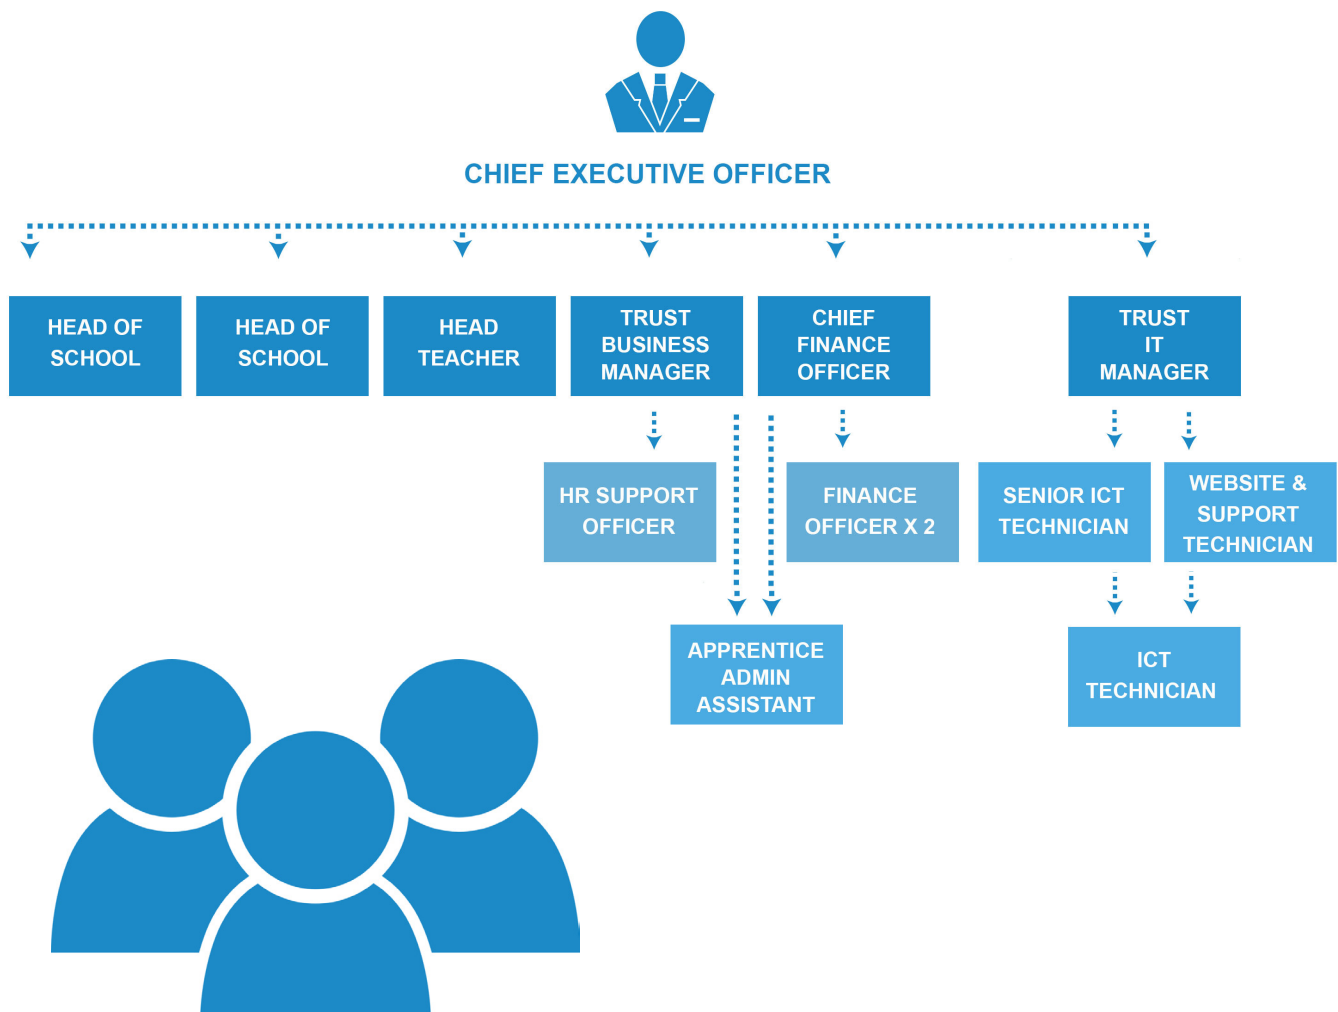 CHIEF EXECUTIVE OFFICER
HEAD OF
SCHOOL
HEAD OF
SCHOOL
HEAD
TEACHER
TRUST
BUSINESS
MANAGER
CHIEF
FINANCE
OFFICER
TRUST
IT
MANAGER
HR SUPPORT
OFFICER
FINANCE
OFFICER X 2
SENIOR ICT
TECHNICIAN
WEBSITE &
SUPPORT
TECHNICIAN
APPRENTICE
ADMIN
ASSISTANT
ICT
TECHNICIAN